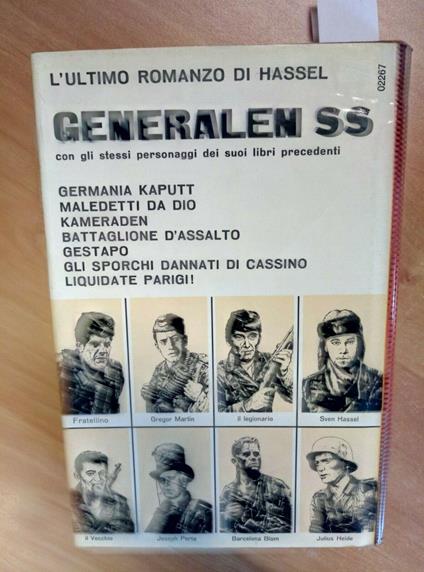 02267
L'ULTIMO ROMANZO DI HASSEL
GENERALEN SS
con gli stessi personaggi dei suoi libri precedenti
GERMANIA KAPUTT
MALEDETTI DA DIO
KAMERADEN
BATTAGLIONE D'ASSALTO
GESTAPO
GLI SPORCHI DANNATI DI CASSINO
LIQUIDATE PARIGI!
Fratellino
Gregor Martin
Il legionario
Sven Hassel
Il Vecchio
Joseph Porta
Barcelona Blom
Julius Heide